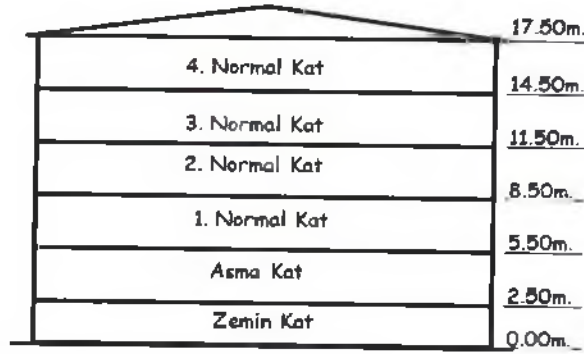 17.50m.
4. Normal Kat
14.50m.
3. Normal Kat
11.50m.
2. Normal Kat
8.50m.
1. Normal Kat
5.50m.
Asma Kat
2.50m.
Zemin Kat
0.00m.